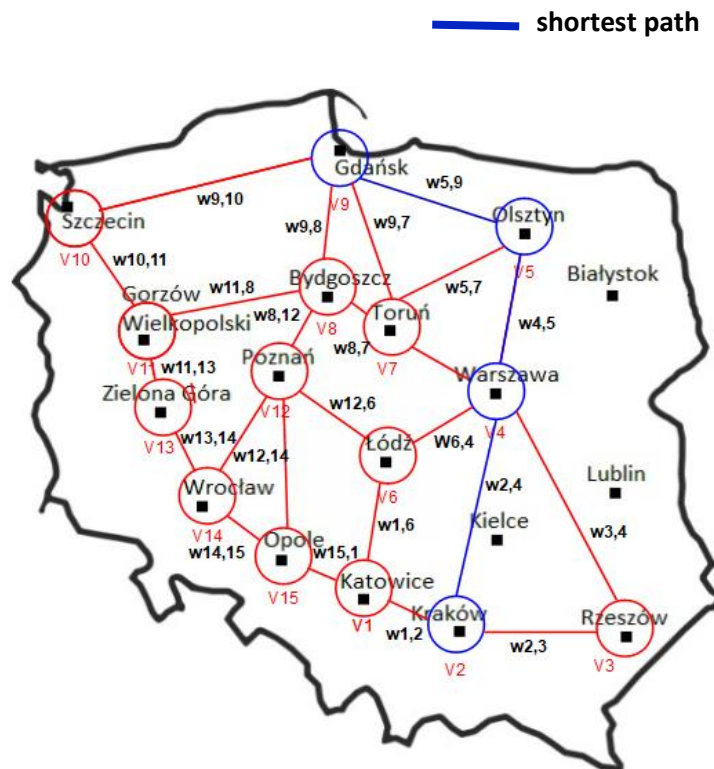 shortest path
Gdańsk
w5,9
V9
w9,10
Szczecin
Olsztyn
w9,8
w9,7
V5
w10,11
V10
Białystok
Gorzów
w11,8
Bydgoszcz
w5,7
Wielkopolski
w8,12
V8
Toruń
w4,5
V11
w8,7
V7
w11,13
Poznań
Warszawa
Zielona Góra
V12
w12,6
V4
V13
w13,14
w12,14
Łódź
W6,4
Wrocław
V6
w2,4
Lublin
V14
w1,6
Kielce
w3,4
w14,15
Opole
w15,1
V15
Katowice
V1
w1,2
Kraków
Rzeszów
w2,3
V2
V3